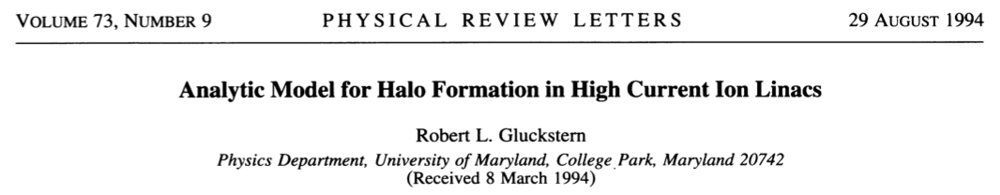 VOLUME 73, NUMBER 9 PHYSICAL REVIEW LETTERS 29 AUGUST 1994
Analytic Model for Halo Formation in High Current Ion Linacs
Robert L. Gluckstern
Physics Department, University of Maryland, College Park, Maryland 20742
(Received 8 March 1994)